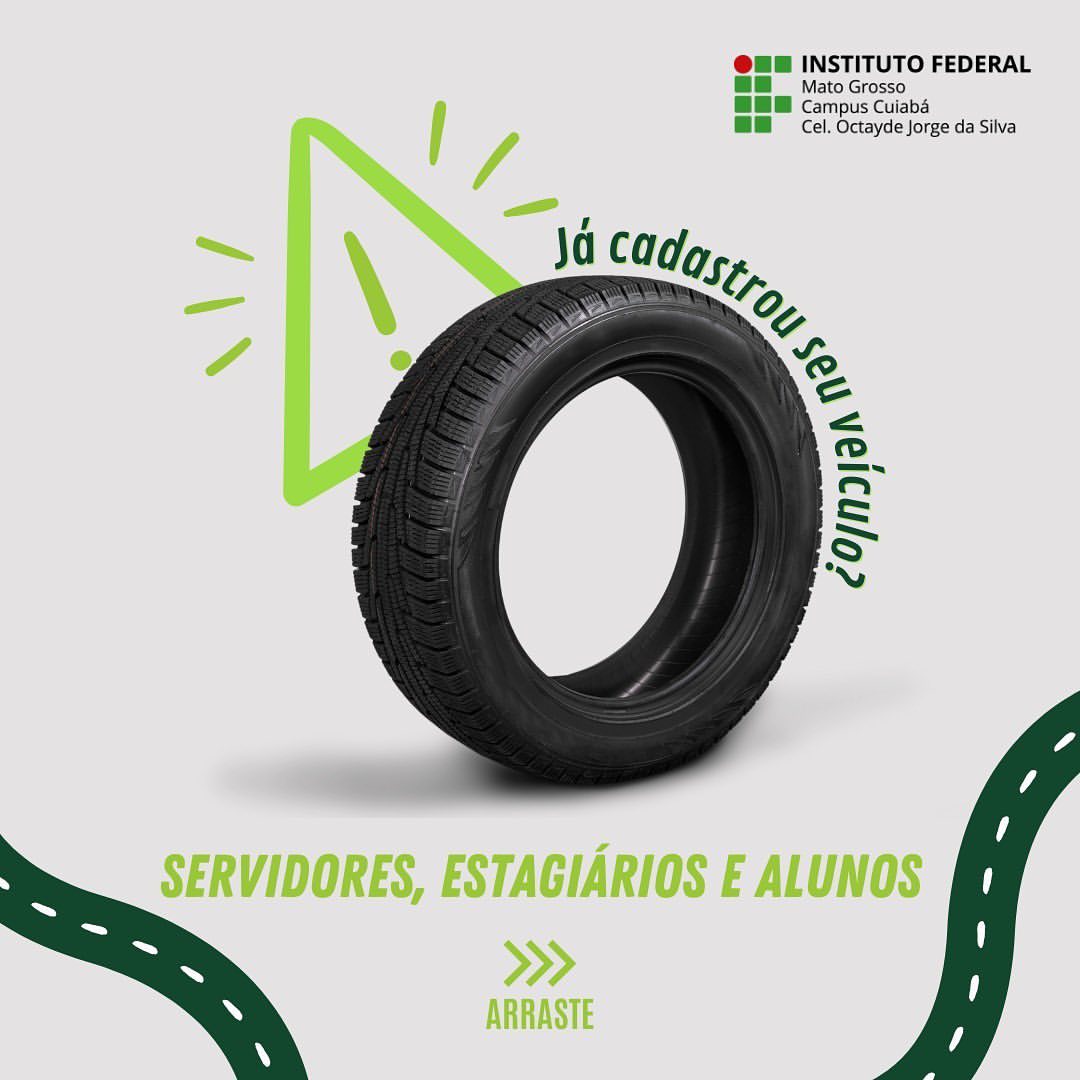 INSTITUTO FEDERAL
Mato Grosso
Campus Cuiabá
Cel. Octayde Jorge da Silva
Já cadastrou seu veículo?
SERVIDORES, ESTAGIÁRIOS E ALUNOS
ARRASTE